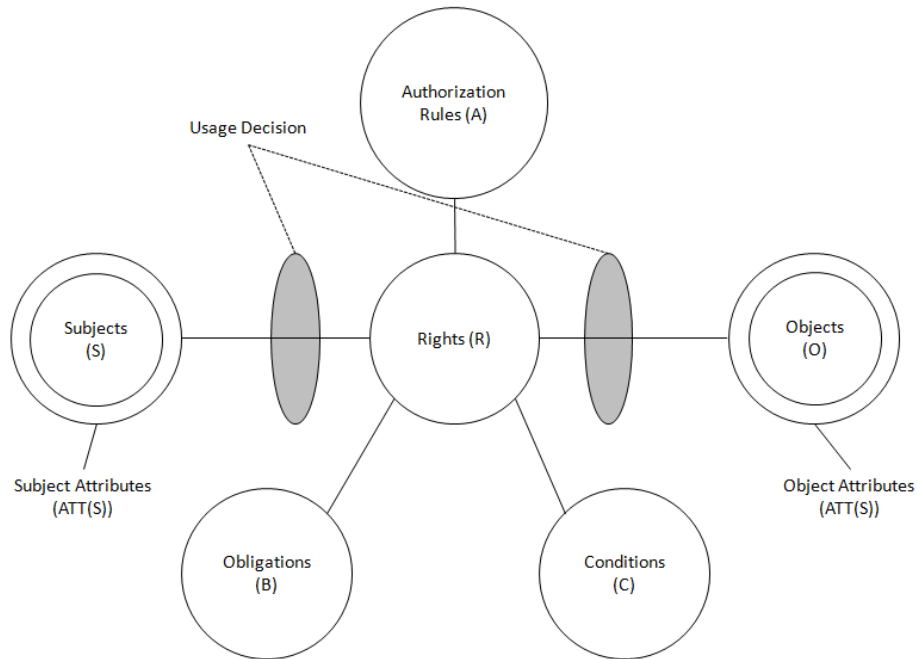 Authorization
Rules (A)
Usage Decision
Subjects
(S)
Rights (R)
Objects
(O)
Subject Attributes
(ATT(S))
Object Attributes
(ATT(S))
Obligations
(B)
Conditions
(C)